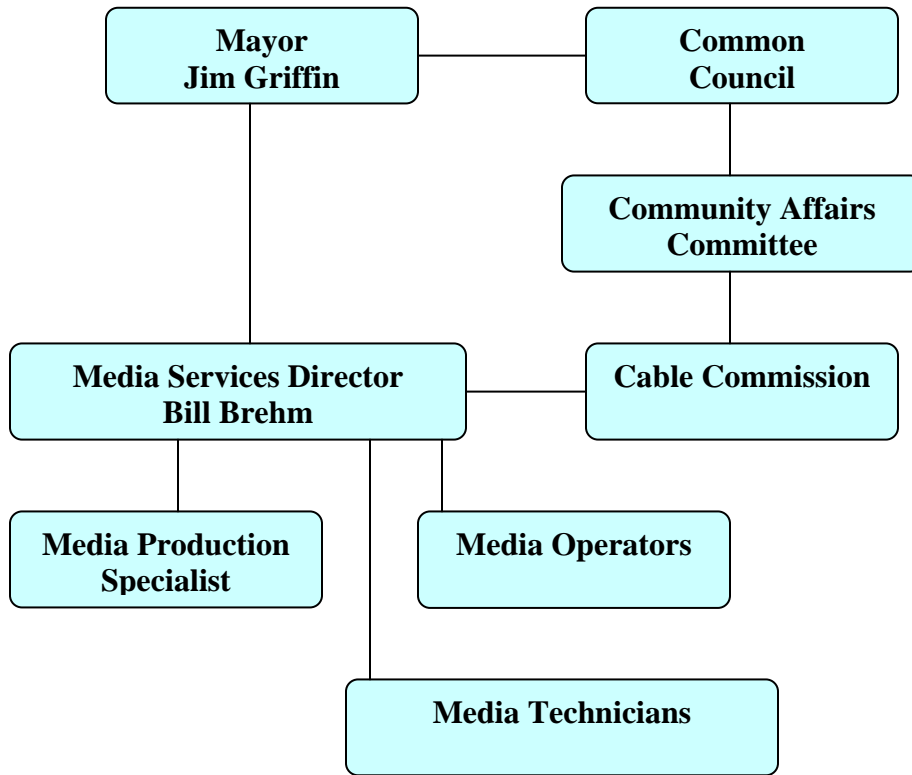 Mayor
Jim Griffin
Common
Council
Community Affairs
Committee
Media Services Director
Bill Brehm
Cable Commission
Media Production
Specialist
Media Operators
Media Technicians